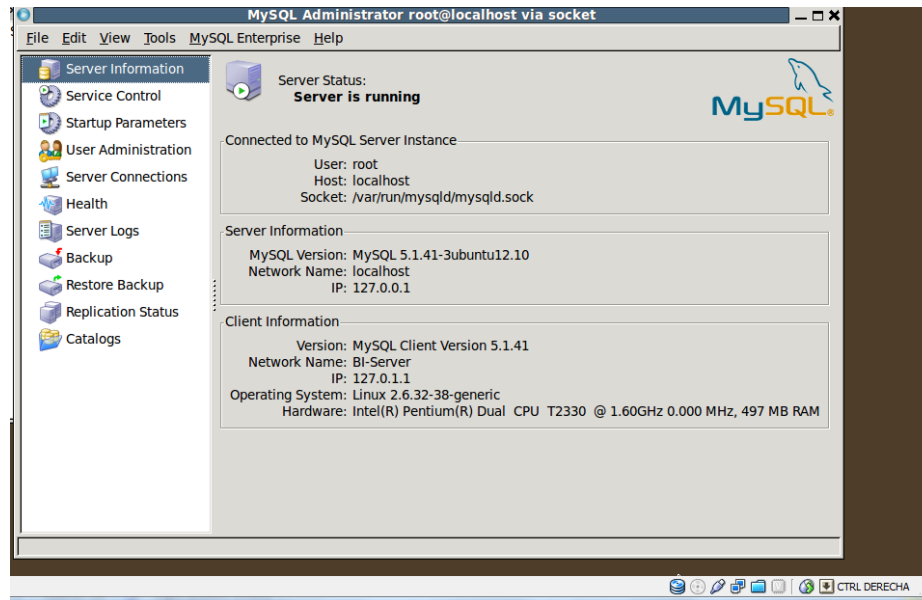 MySQL Administrator root@localhost via socket
File Edit View Tools MySQL Enterprise Help
Server Information
Service Control
Startup Parameters
User Administration
Server Connections
Health
Server Logs
Backup
Restore Backup
Replication Status
Catalogs
Server Status:
Server is running
MySQL®
Connected to MySQL Server Instance
User: root
Host: localhost
Socket: /var/run/mysqld/mysqld.sock
Server Information
MySQL Version: MySQL 5.1.41-3ubuntu12.10
Network Name: localhost
IP: 127.0.0.1
Client Information
Version: MySQL Client Version 5.1.41
Network Name: BI-Server
IP: 127.0.1.1
Operating System: Linux 2.6.32-38-generic
Hardware: Intel(R) Pentium(R) Dual CPU T2330 @ 1.60GHz 0.000 MHz, 497 MB RAM
CTRL DERECHA